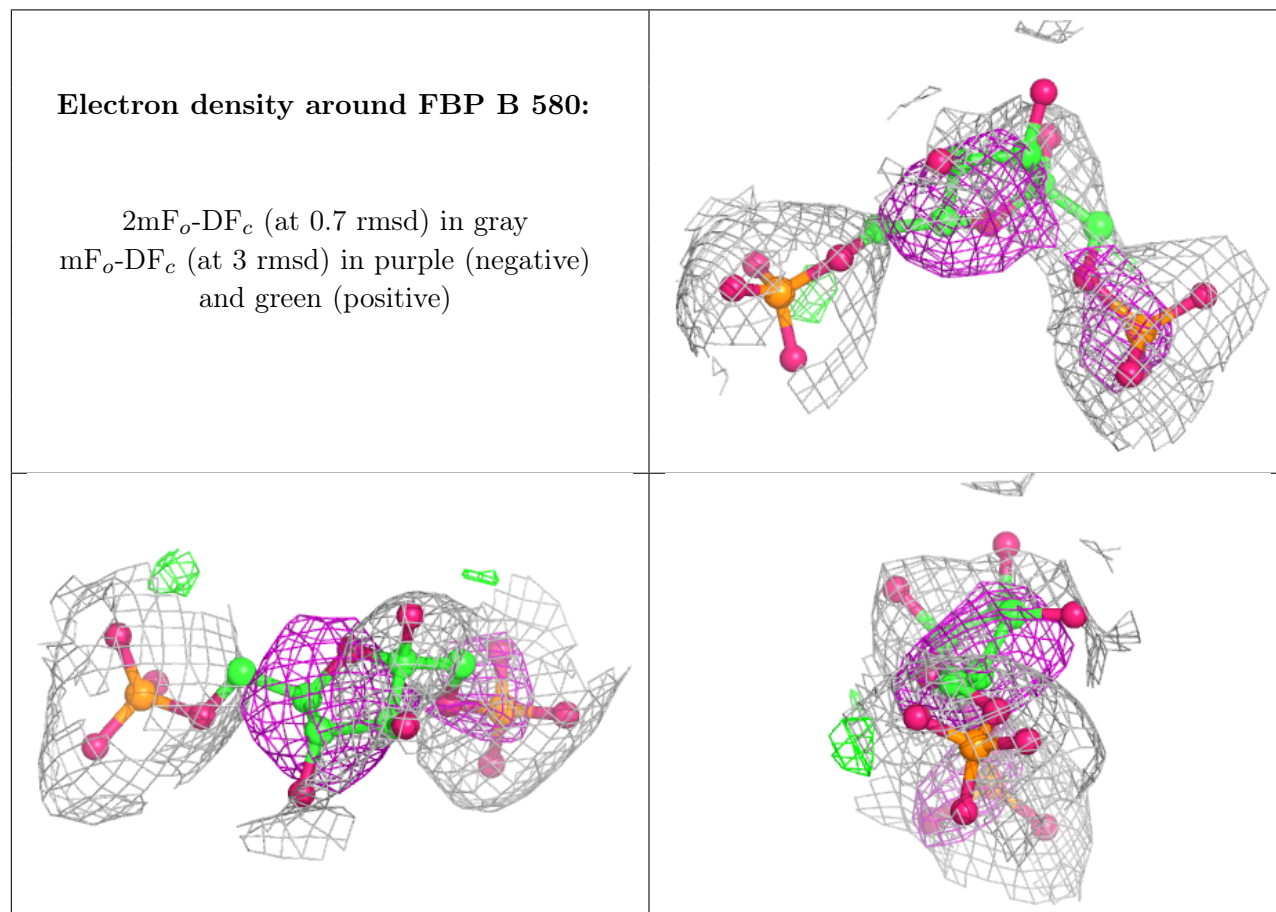 Electron density around FBP B 580:
2mFo-DFc (at 0.7 rmsd) in gray
mFo-DFc (at 3 rmsd) in purple (negative)
and green (positive)